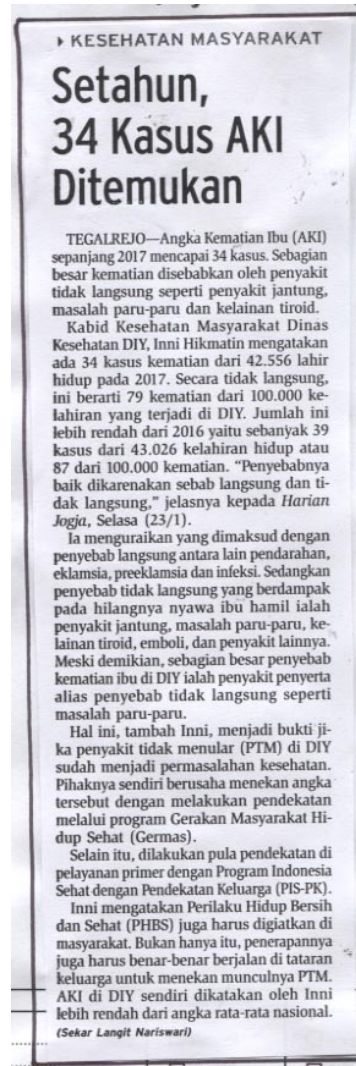 KESEHATAN MASYARAKAT
Setahun,
34 Kasus AKI
Ditemukan
TEGALREJO—Angka Kematian Ibu (AKI)
sepanjang 2017 mencapai 34 kasus. Sebagian
besar kematian disebabkan oleh penyakit
tidak langsung seperti penyakit jantung,
masalah paru-paru dan kelainan tiroid.
Kabid Kesehatan Masyarakat Dinas
Kesehatan DIY, Inni Hikmatin mengatakan
ada 34 kasus kematian dari 42.556 lahir
hidup pada 2017. Secara tidak langsung,
ini berarti 79 kematian dari 100.000 ke-
lahiran yang terjadi di DIY. Jumlah ini
lebih rendah dari 2016 yaitu sebanyak 39
kasus dari 43.026 kelahiran hidup atau
87 dari 100.000 kematian. “Penyebabnya
baik dikarenakan sebab langsung dan ti-
dak langsung,” jelasnya kepada Harian
Jogja, Selasa (23/1).
Ia menguraikan yang dimaksud dengan
penyebab langsung antara lain pendarahan,
eklamsia, preeklamsia dan infeksi. Sedangkan
penyebab tidak langsung yang berdampak
pada hilangnya nyawa ibu hamil ialah
penyakit jantung, masalah paru-paru, ke-
lainan tiroid, emboli, dan penyakit lainnya.
Meski demikian, sebagian besar penyebab
kematian ibu di DIY ialah penyakit penyerta
alias penyebab tidak langsung seperti
masalah paru-paru.
Hal ini, tambah Inni, menjadi bukti ji-
ka penyakit tidak menular (PTM) di DIY
sudah menjadi permasalahan kesehatan.
Pihaknya sendiri berusaha menekan angka
tersebut dengan melakukan pendekatan
melalui program Gerakan Masyarakat Hi-
dup Sehat (Germas).
Selain itu, dilakukan pula pendekatan di
pelayanan primer dengan Program Indonesia
Sehat dengan Pendekatan Keluarga (PIS-PK).
Inni mengatakan Perilaku Hidup Bersih
dan Sehat (PHBS) juga harus digiatkan di
masyarakat. Bukan hanya itu, penerapannya
juga harus benar-benar berjalan di tataran
keluarga untuk menekan munculnya PTM.
AKI di DIY sendiri dikatakan oleh Inni
lebih rendah dari angka rata-rata nasional.
(Sekar Langit Nariswari)